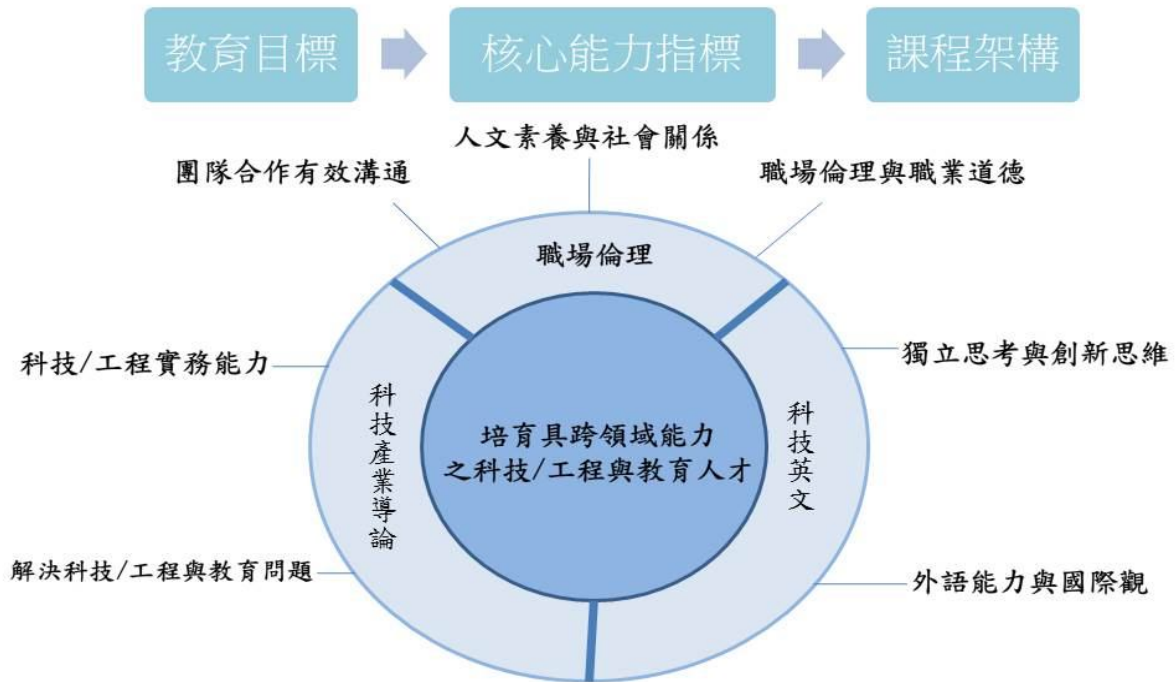 教育目標
核心能力指標
課程架構
人文素養與社會關係
團隊合作有效溝通
職場倫理與職業道德
職場倫理
科技/工程實務能力
獨立思考與創新思維
科技產業導論
培育具跨領域能力
之科技/工程與教育人才
科技英文
解決科技/工程與教育問題
外語能力與國際觀